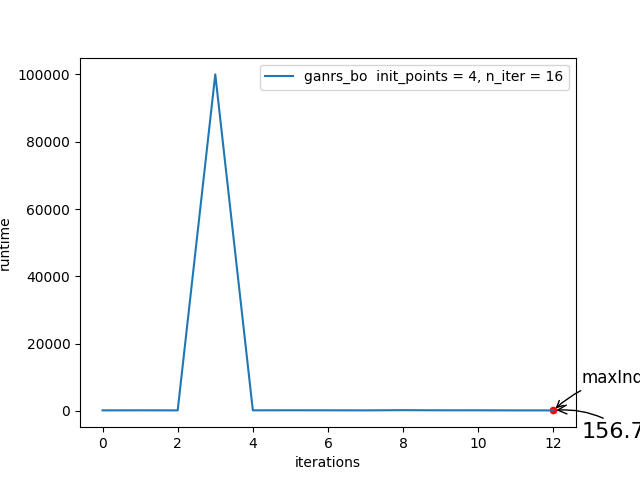 ganrs_bo init_points = 4, n_iter = 16
100000
80000
60000
40000
20000
0
runtime
0 2 4 6 8 10 12
iterations
maxInd
156.7